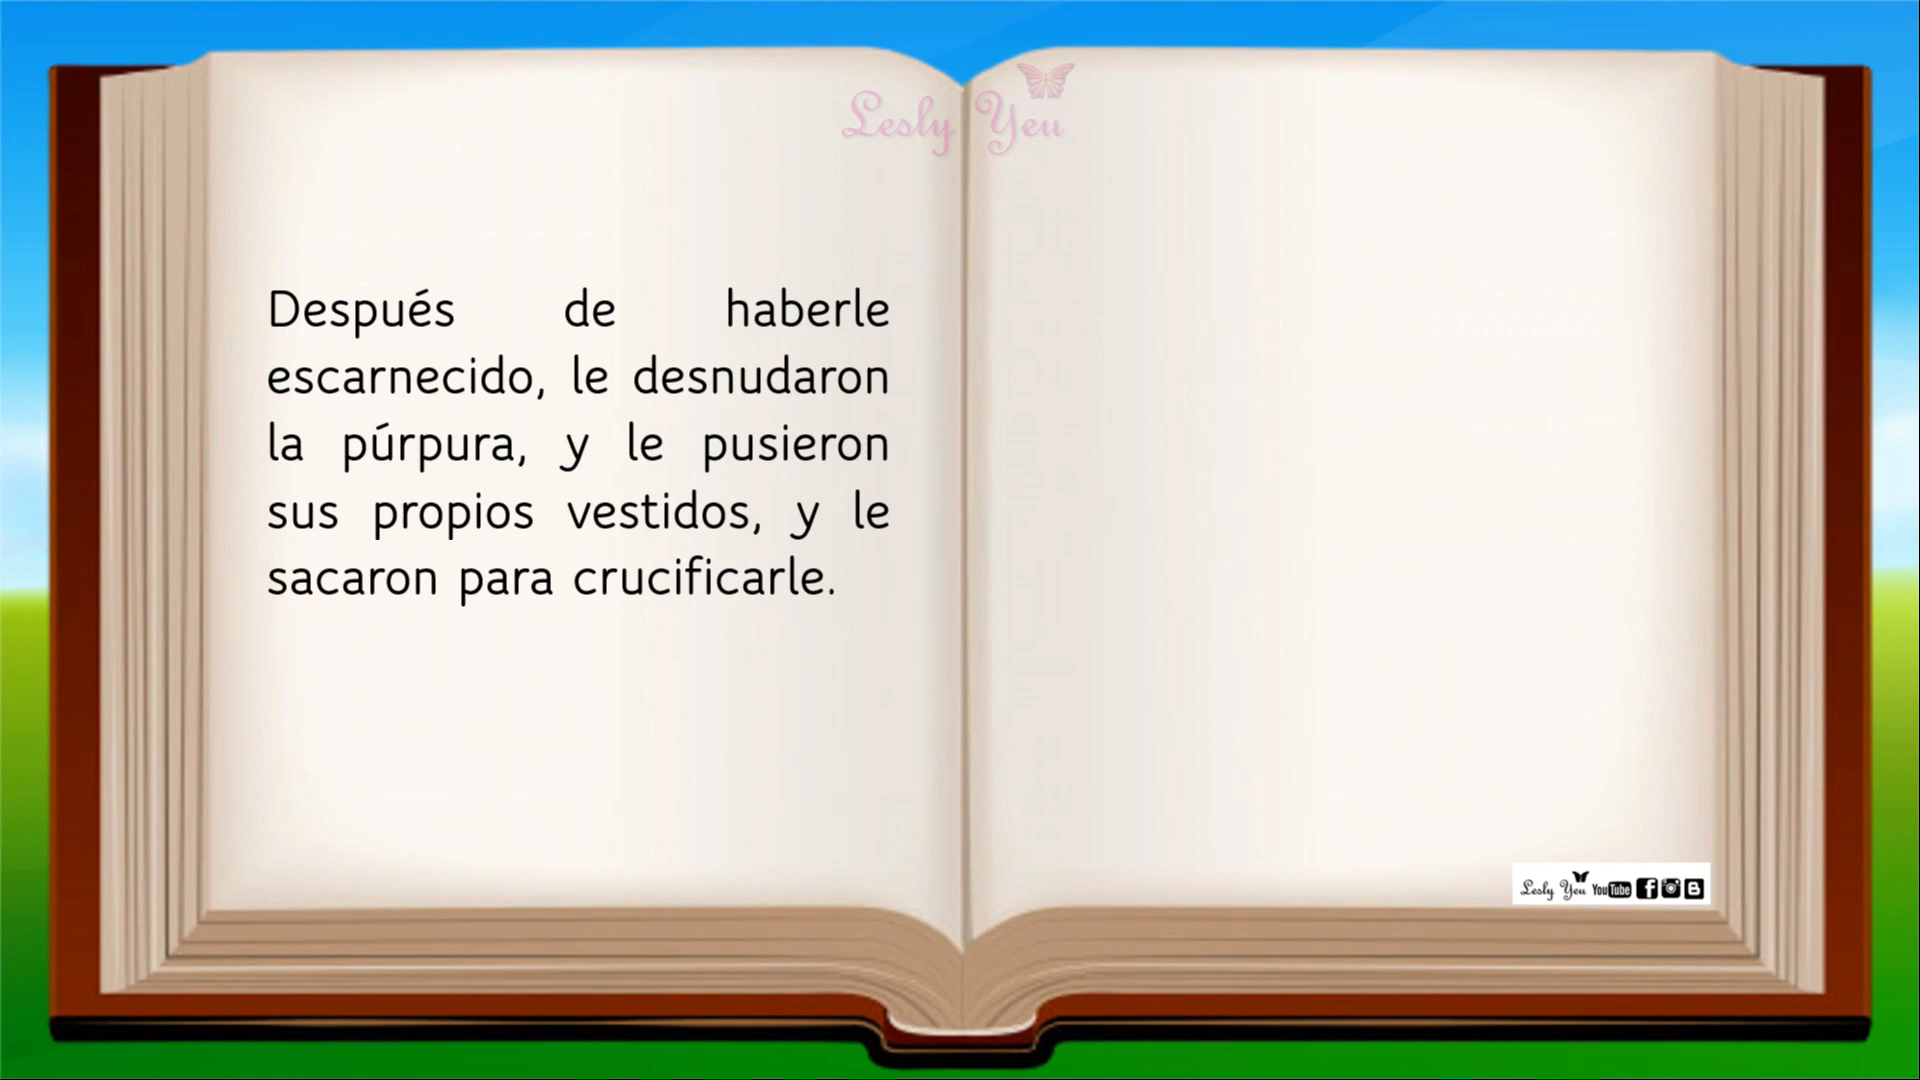 Lesly Yeu
Después de haberle
escarnecido, le desnudaron
la púrpura, y le pusieron
sus propios vestidos, y le
sacaron para crucificarle.
Lesly Yeu YouTube